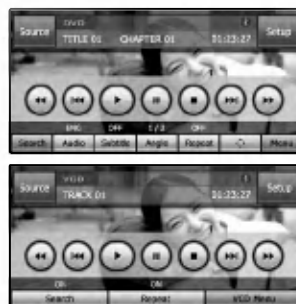 DVD
Source
TITLE 01 CHAPTER 01 01:23:27
Setup
ENG OFF 1/3 OFF
Search Audio Subtitle Angle Repeat Menu
VCD
Source
TRACK 01 01:23:27
Setup
ON
Search Repeat VCD Menu